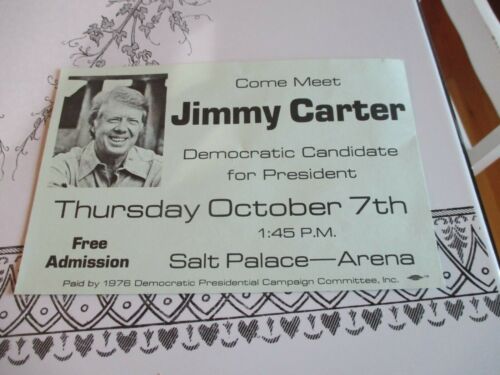 Come Meet
Jimmy Carter
Democratic Candidate
for President
Thursday October 7th
1:45 P.M.
Free
Admission
Salt Palace—Arena
Paid by 1976 Democratic Presidential Campaign Committee, Inc.